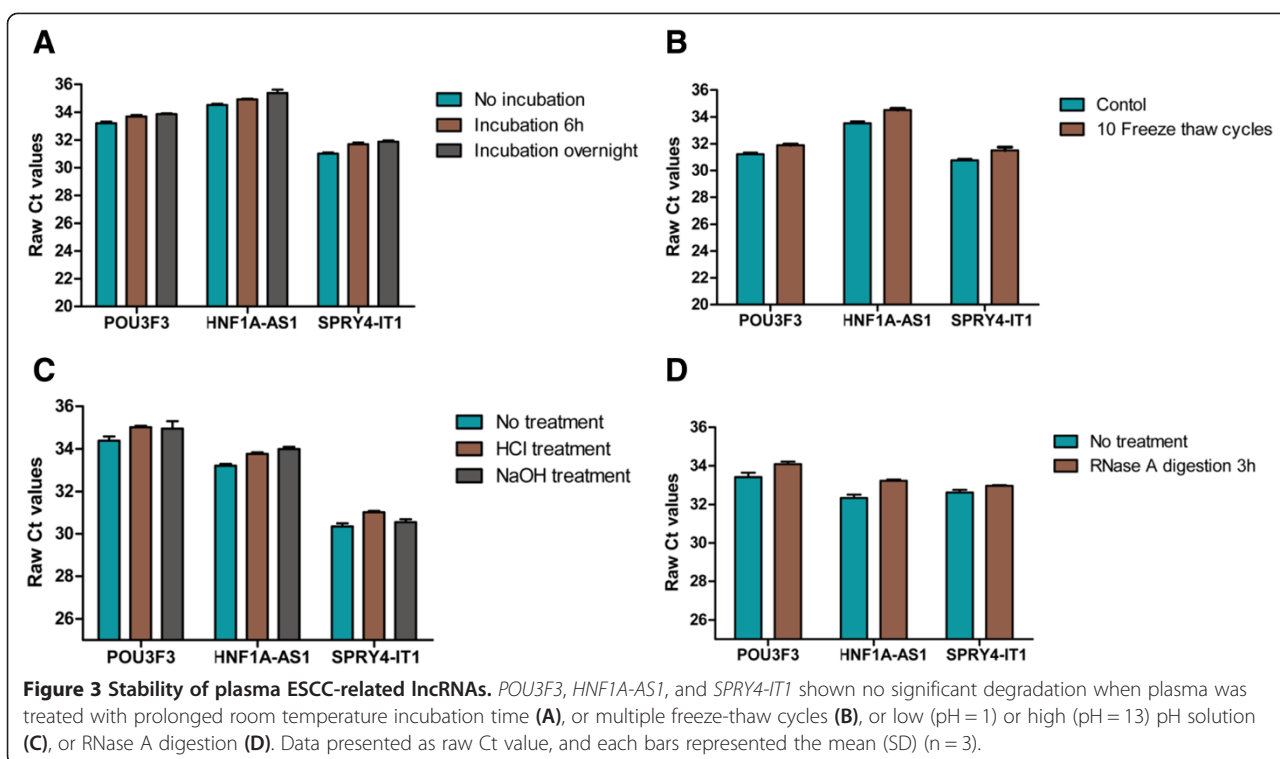 A
Raw Ct values
36
34
32
30
28
26
24
22
20
POU3F3 HNF1A-AS1 SPRY4-IT1
No incubation
Incubation 6h
Incubation overnight
B
Raw Ct values
36
34
32
30
28
26
24
22
20
POU3F3 HNF1A-AS1 SPRY4-IT1
Contol
10 Freeze thaw cycles
C
Raw Ct values
36
34
32
30
28
26
POU3F3 HNF1A-AS1 SPRY4-IT1
No treatment
HCl treatment
NaOH treatment
D
Raw Ct values
36
34
32
30
28
26
POU3F3 HNF1A-AS1 SPRY4-IT1
No treatment
RNase A digestion 3h
Figure 3 Stability of plasma ESCC-related lncRNAs. POU3F3, HNF1A-AS1, and SPRY4-IT1 shown no significant degradation when plasma was
treated with prolonged room temperature incubation time (A), or multiple freeze-thaw cycles (B), or low (pH = 1) or high (pH = 13) pH solution
(C), or RNase A digestion (D). Data presented as raw Ct value, and each bars represented the mean (SD) (n = 3).